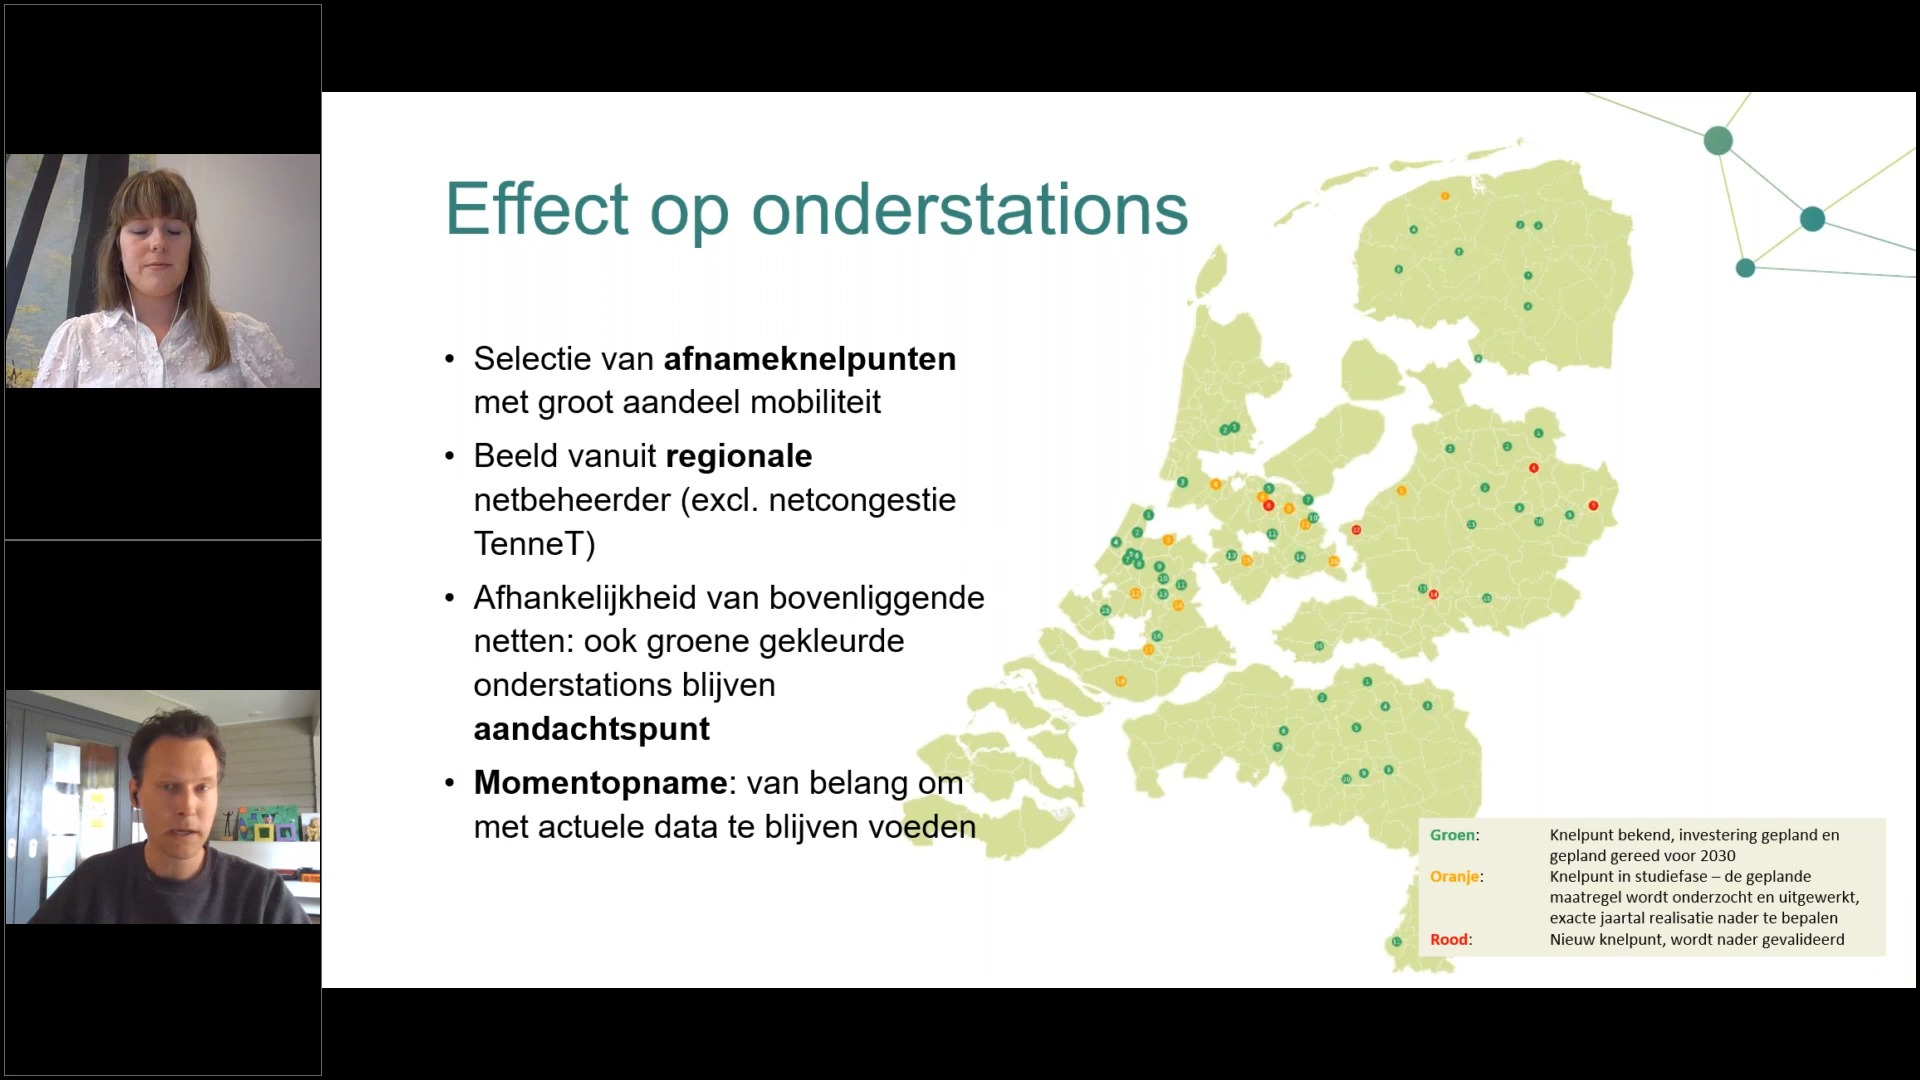 Effect op onderstations
• Selectie van afnameknelpunten
met groot aandeel mobiliteit
• Beeld vanuit regionale
netbeheerder (excl. netcongestie
TenneT)
• Afhankelijkheid van bovenliggende
netten: ook groene gekleurde
onderstations blijven
aandachtspunt
• Momentopname: van belang om
met actuele data te blijven voeden
Groen: Knelpunt bekend, investering gepland en
gepland gereed voor 2030
Oranje: Knelpunt in studiefase – de geplande
maatregel wordt onderzocht en uitgewerkt,
exacte jaartal realisatie nader te bepalen
Rood: Nieuw knelpunt, wordt nader gevalideerd